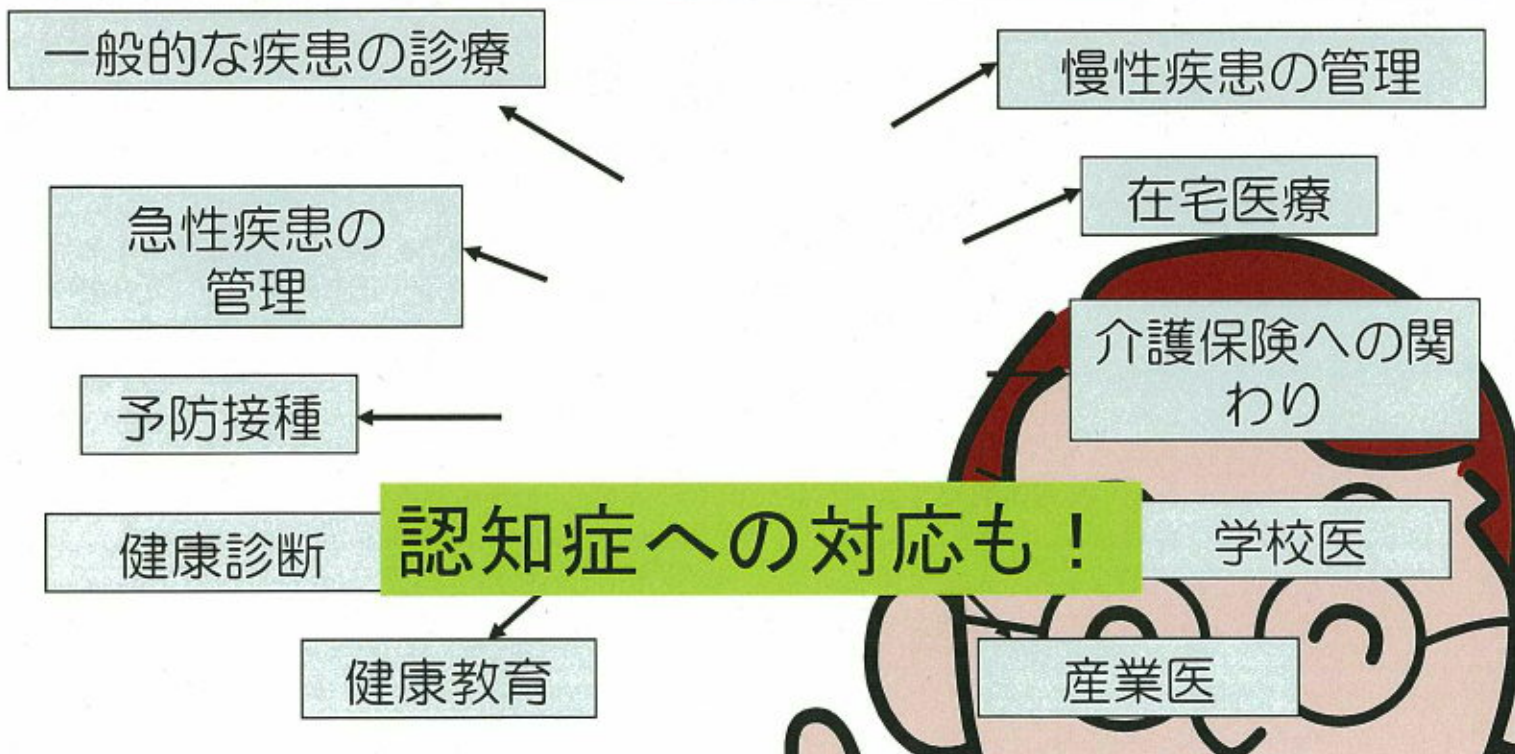 一般的な疾患の診療
慢性疾患の管理
急性疾患の
管理
在宅医療
介護保険への関
わり
予防接種
健康診断
認知症への対応も！
学校医
健康教育
産業医